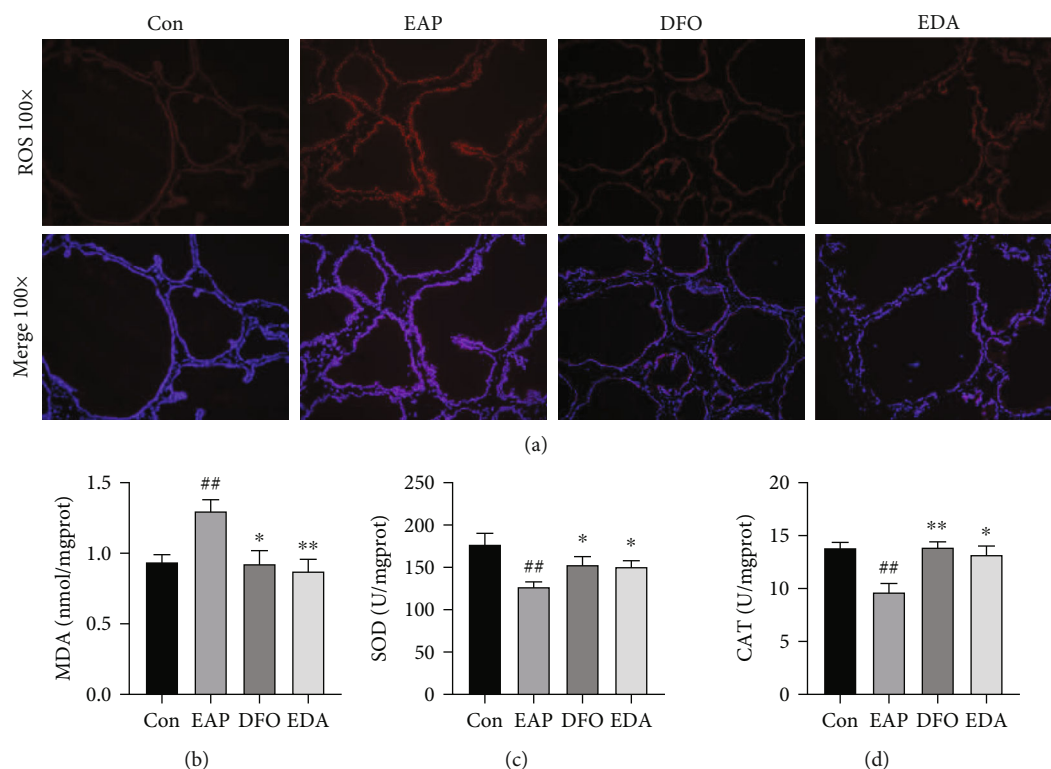 Con EAP DFO EDA
ROS 100×
Merge 100×
(a)
MDA (nmol/mgprot)
1.5
1.0
0.5
0.0
##
*
**
Con EAP DFO EDA
(b)
SOD (U/mgprot)
250
200
150
100
50
0
##
*
*
Con EAP DFO EDA
(c)
CAT (U/mgprot)
20
15
10
5
0
##
**
*
Con EAP DFO EDA
(d)